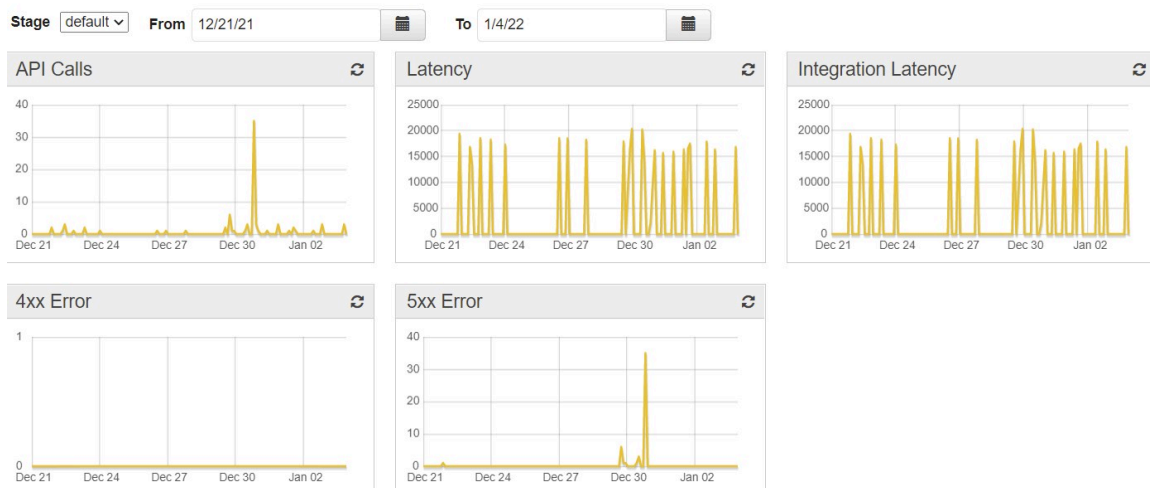 Stage default From 12/21/21 To 1/4/22
API Calls
40
30
20
10
0
Dec 21 Dec 24 Dec 27 Dec 30 Jan 02
Latency
25000
20000
15000
10000
5000
0
Dec 21 Dec 24 Dec 27 Dec 30 Jan 02
Integration Latency
25000
20000
15000
10000
5000
0
Dec 21 Dec 24 Dec 27 Dec 30 Jan 02
4xx Error
1
0
Dec 21 Dec 24 Dec 27 Dec 30 Jan 02
5xx Error
40
30
20
10
0
Dec 21 Dec 24 Dec 27 Dec 30 Jan 02